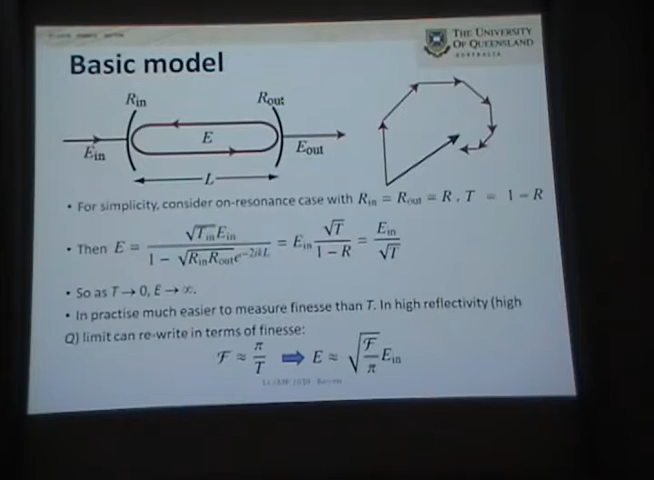 THE UNIVERSITY
OF QUEENSLAND
AUSTRALIA
Basic model
R_in R_out
E
E_in E_out
L
• For simplicity, consider on-resonance case with R_in = R_out = R, T = 1 – R
• Then E = √T_in E_in / (1 − √(R_in R_out) e^(−2ikL)) = E_in √T / (1 − R) = E_in / √T
• So as T → 0, E → ∞.
• In practise much easier to measure finesse than T. In high reflectivity (high
Q) limit can re-write in terms of finesse:
ℱ ≈ π/T ⇒ E ≈ √(ℱ/π) E_in